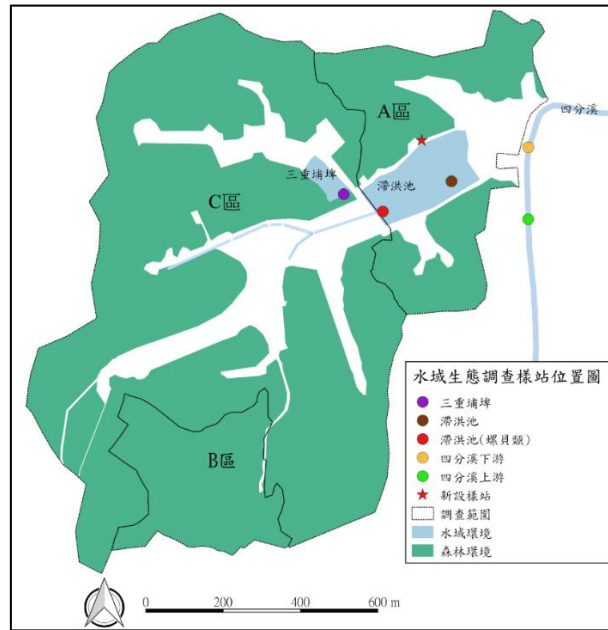 A區
四分溪
三重埔埤
滯洪池
C區
B區
水域生態調查樣站位置圖
三重埔埤
滯洪池
滯洪池(螺貝類)
四分溪下游
四分溪上游
新設樣站
調查範圍
水域環境
森林環境
0 200 400 600 m